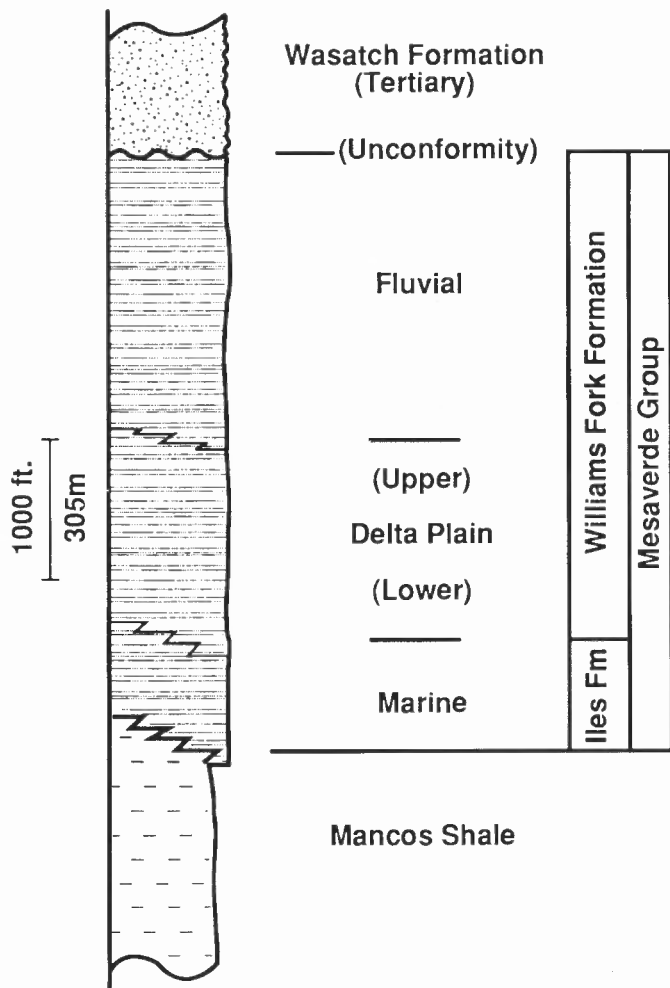 Wasatch Formation
(Tertiary)
(Unconformity)
Fluvial
(Upper)
Delta Plain
(Lower)
Marine
Mancos Shale
1000 ft.
305m
Williams Fork Formation
Iles Fm
Mesaverde Group